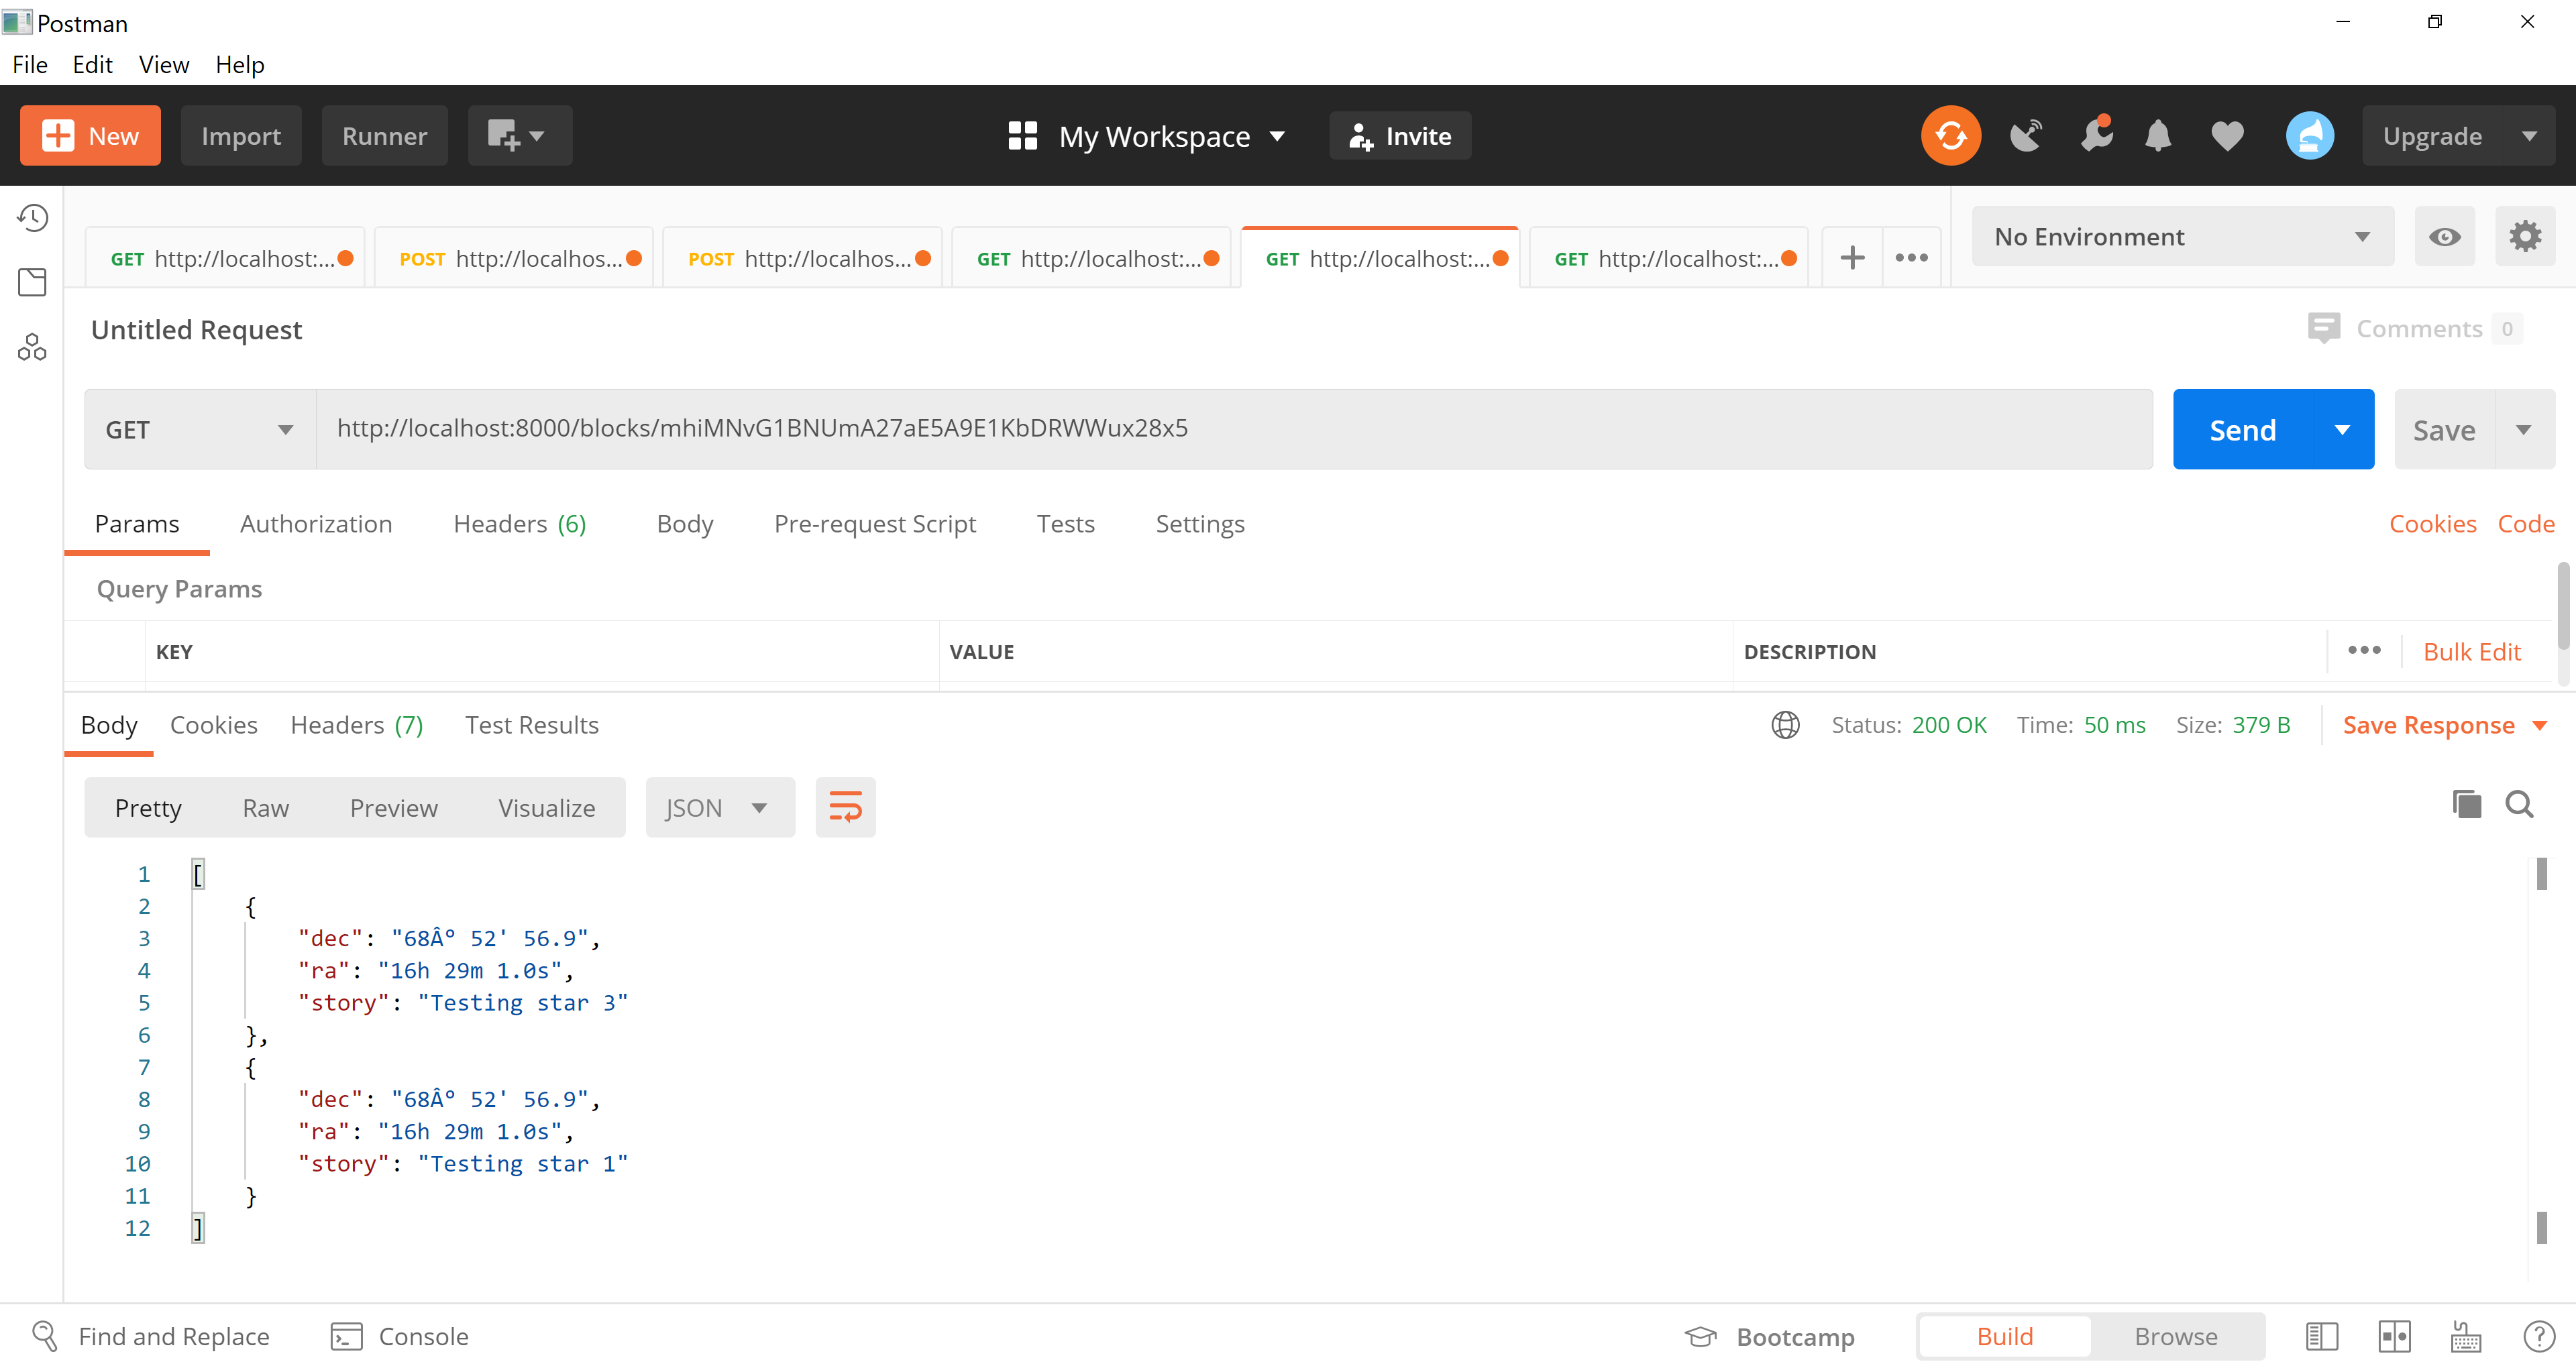 Postman
File Edit View Help
New Import Runner My Workspace Invite Upgrade
GET http://localhost:... POST http://localhos... POST http://localhos... GET http://localhost:... GET http://localhost:... GET http://localhost:... No Environment
Untitled Request Comments 0
GET http://localhost:8000/blocks/mhiMNvG1BNUmA27aE5A9E1KbDRWWux28x5 Send Save
Params Authorization Headers (6) Body Pre-request Script Tests Settings Cookies Code
Query Params
KEY VALUE DESCRIPTION Bulk Edit
Body Cookies Headers (7) Test Results Status: 200 OK Time: 50 ms Size: 379 B Save Response
Pretty Raw Preview Visualize JSON
1 [
2 {
3 "dec": "68Âº 52' 56.9",
4 "ra": "16h 29m 1.0s",
5 "story": "Testing star 3"
6 },
7 {
8 "dec": "68Âº 52' 56.9",
9 "ra": "16h 29m 1.0s",
10 "story": "Testing star 1"
11 }
12 ]
Find and Replace Console Bootcamp Build Browse